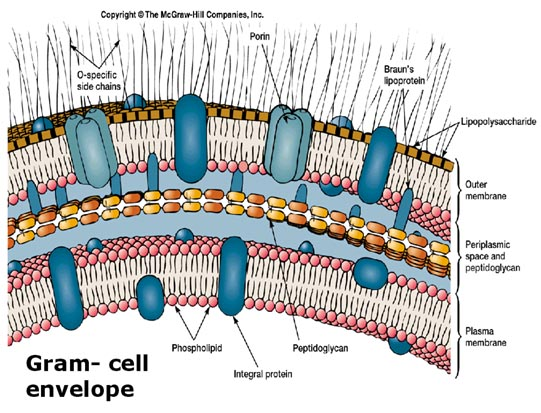 Copyright © The McGraw-Hill Companies, Inc.
Porin
O-specific
side chains
Braun's
lipoprotein
Lipopolysaccharide
Outer
membrane
Periplasmic
space and
peptidoglycan
Plasma
membrane
Phospholipid
Peptidoglycan
Integral protein
Gram- cell
envelope